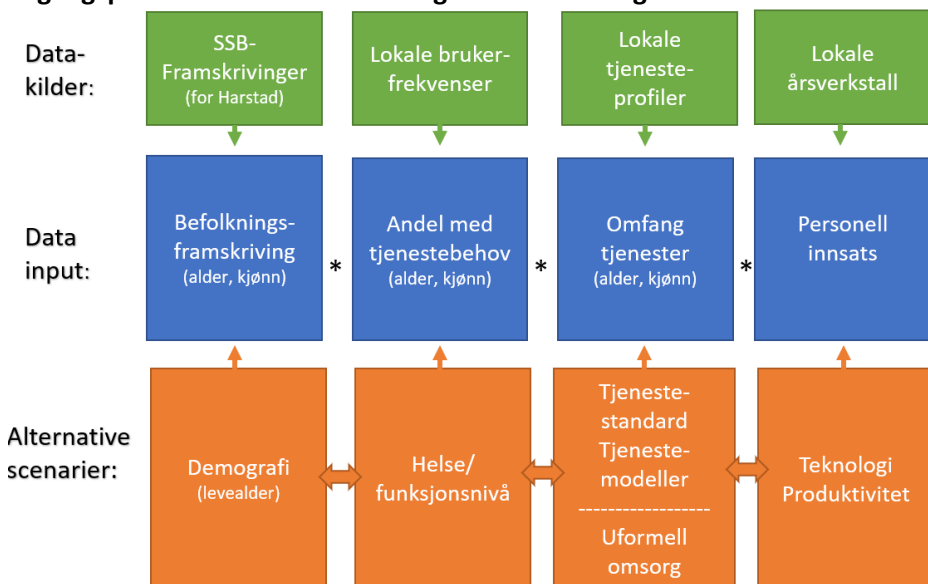 Data-
kilder:
SSB-
Framskrivinger
(for Harstad)
Lokale bruker-
frekvenser
Lokale
tjeneste-
profiler
Lokale
årsverkstall
Data
input:
Befolknings-
framskriving
(alder, kjønn)
*
Andel med
tjenestebehov
(alder, kjønn)
*
Omfang
tjenester
(alder, kjønn)
*
Personell
innsats
Alternative
scenarier:
Demografi
(levealder)
Helse/
funksjonsnivå
Tjeneste-
standard
Tjeneste-
modeller
-------------------
Uformell
omsorg
Teknologi
Produktivitet